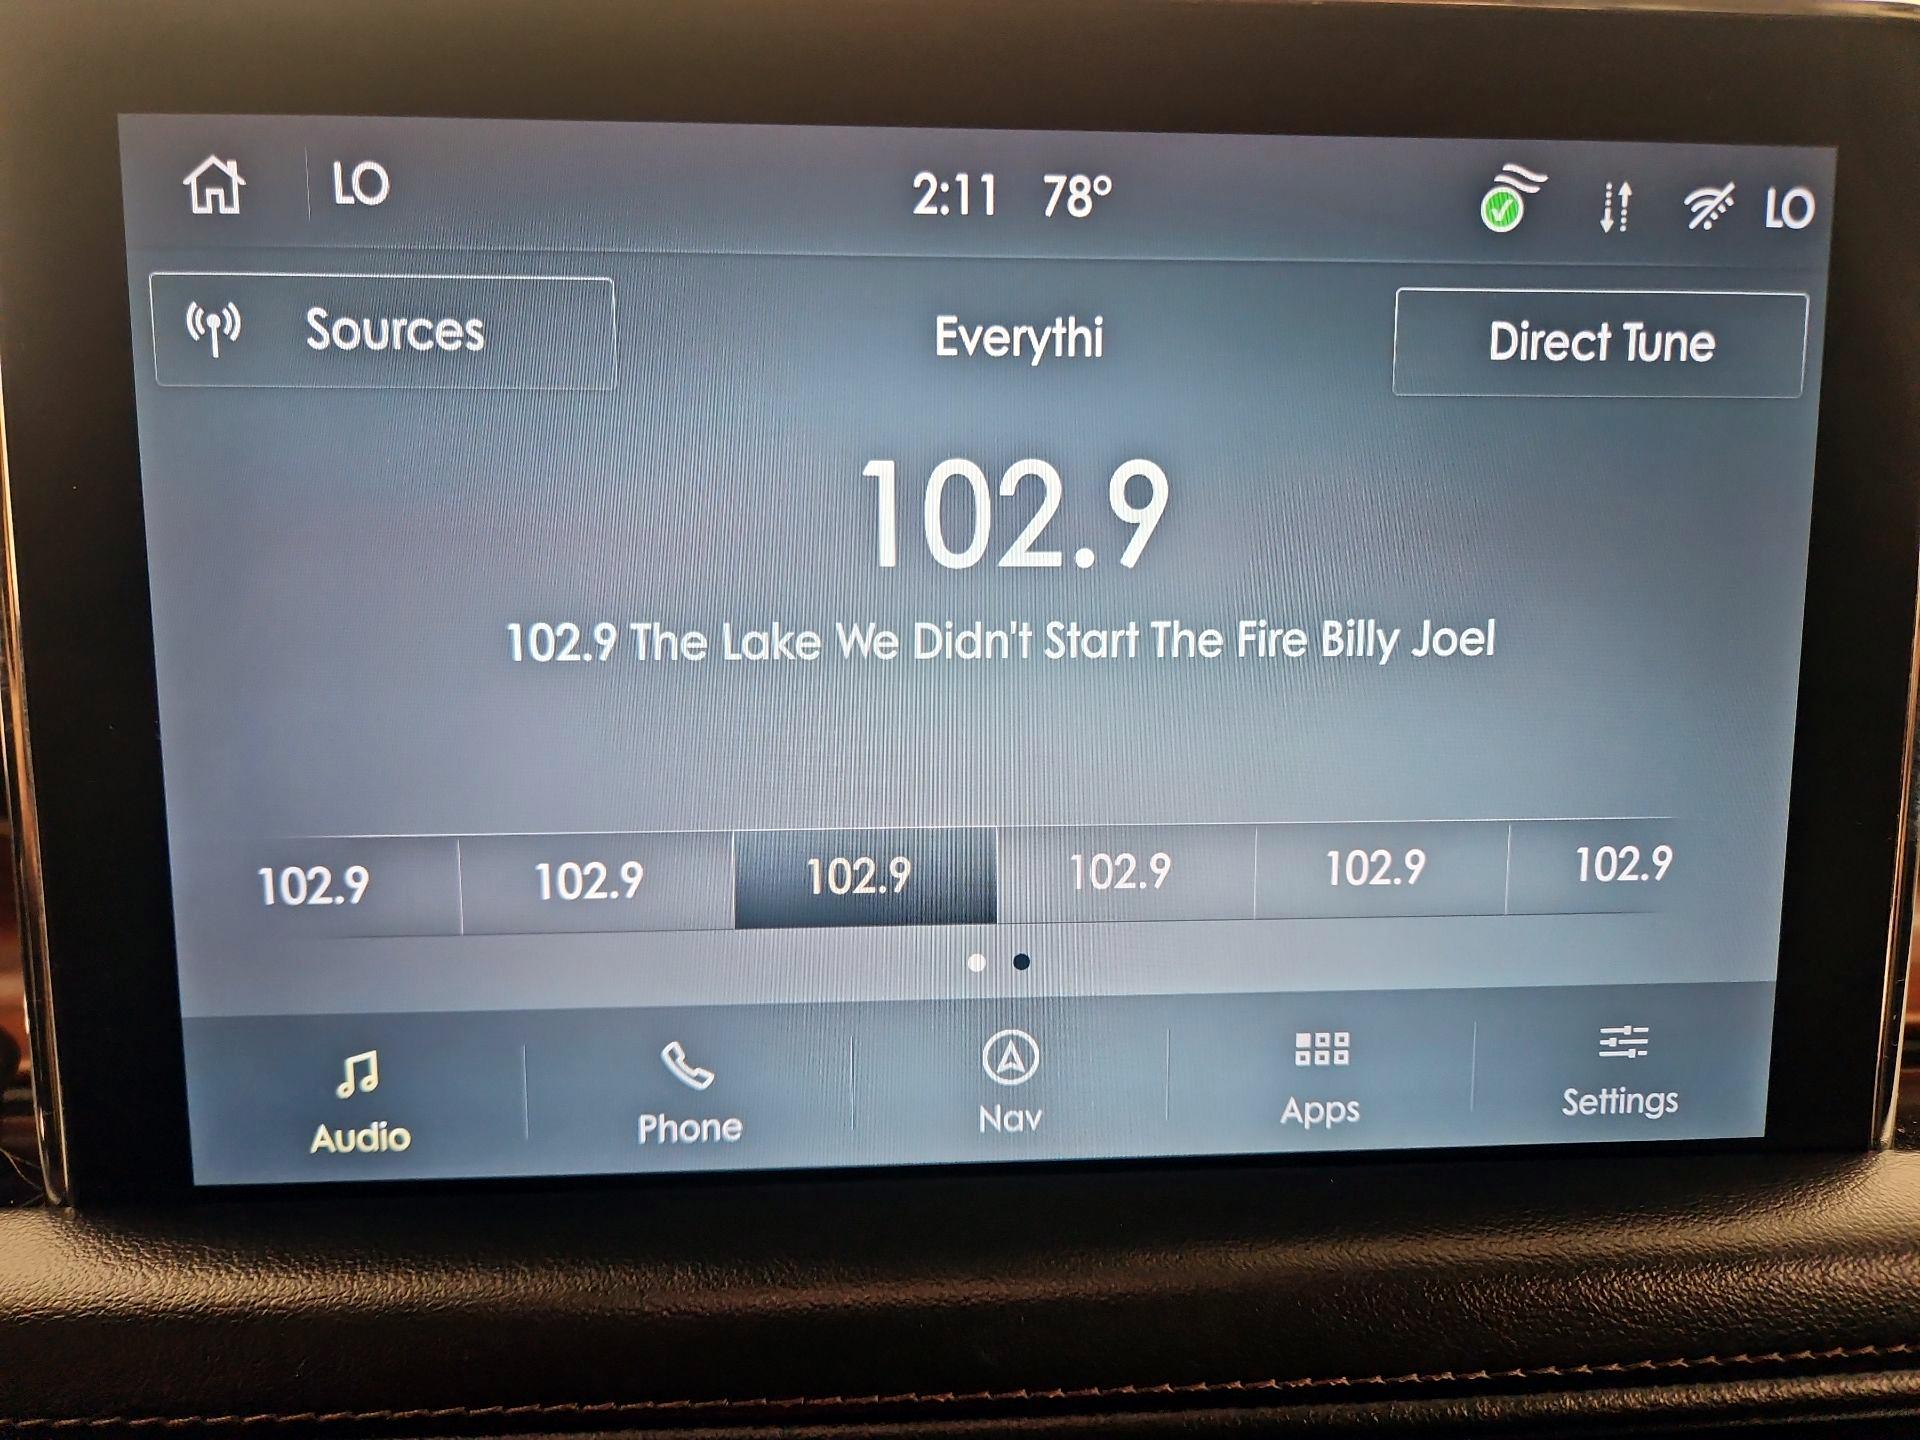 LO 2:11 78° LO
Sources Everythi Direct Tune
102.9
102.9 The Lake We Didn't Start The Fire Billy Joel
102.9 102.9 102.9 102.9 102.9 102.9
Audio Phone Nav Apps Settings